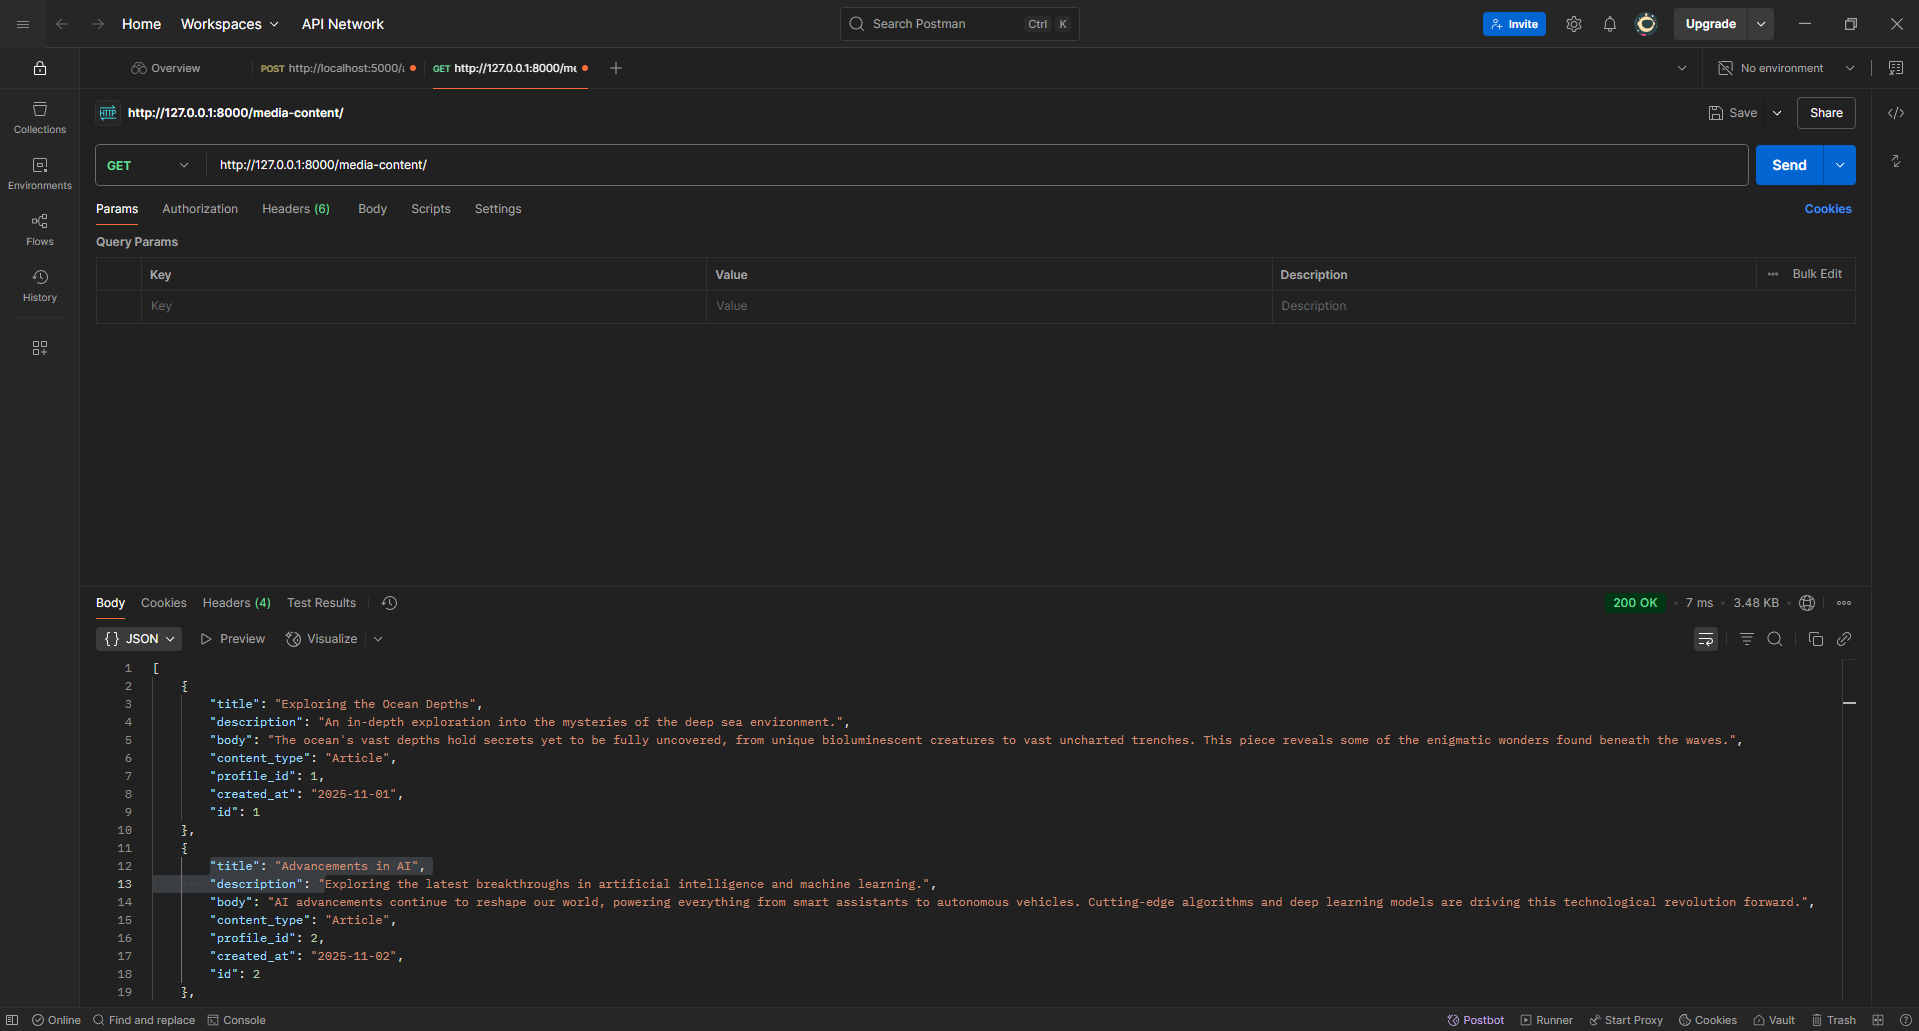 Home Workspaces API Network Search Postman Ctrl K Invite Upgrade
Overview POST http://localhost:5000/ GET http://127.0.0.1:8000/me No environment
HTTP http://127.0.0.1:8000/media-content/ Save Share
Collections
GET http://127.0.0.1:8000/media-content/ Send
Environments
Params Authorization Headers (6) Body Scripts Settings Cookies
Flows
Query Params
Key Value Description Bulk Edit
History
Key Value Description
Body Cookies Headers (4) Test Results 200 OK • 7 ms • 3.48 KB
{} JSON Preview Visualize
1 [
2 {
3 "title": "Exploring the Ocean Depths",
4 "description": "An in-depth exploration into the mysteries of the deep sea environment.",
5 "body": "The ocean's vast depths hold secrets yet to be fully uncovered, from unique bioluminescent creatures to vast uncharted trenches. This piece reveals some of the enigmatic wonders found beneath the waves.",
6 "content_type": "Article",
7 "profile_id": 1,
8 "created_at": "2025-11-01",
9 "id": 1
10 },
11 {
12 "title": "Advancements in AI",
13 "description": "Exploring the latest breakthroughs in artificial intelligence and machine learning.",
14 "body": "AI advancements continue to reshape our world, powering everything from smart assistants to autonomous vehicles. Cutting-edge algorithms and deep learning models are driving this technological revolution forward.",
15 "content_type": "Article",
16 "profile_id": 2,
17 "created_at": "2025-11-02",
18 "id": 2
19 },
Online Find and replace Console Postbot Runner Start Proxy Cookies Vault Trash